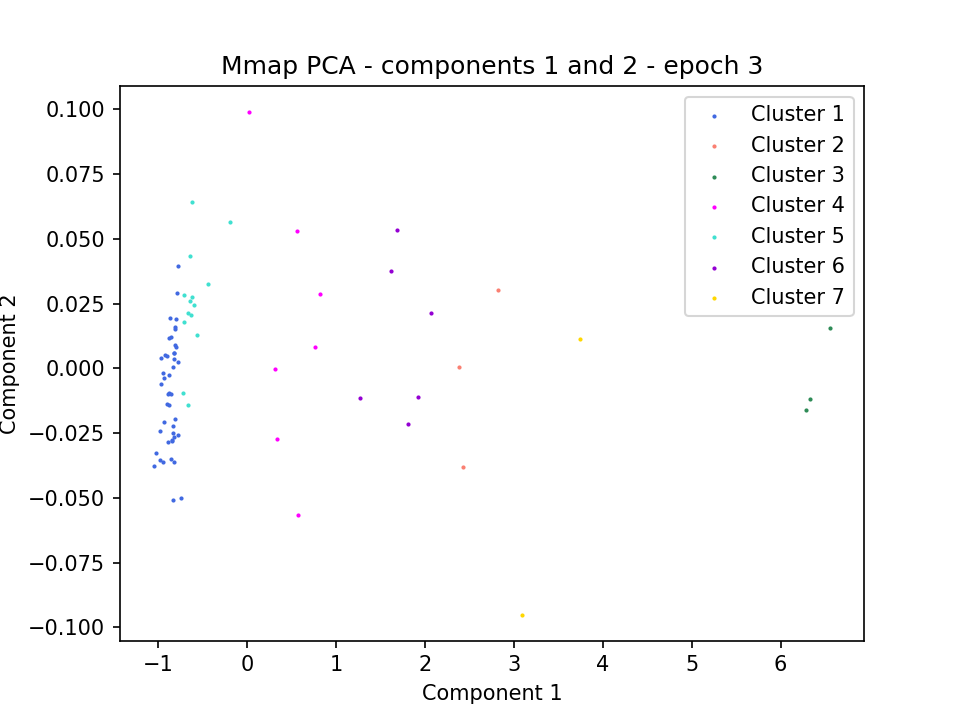 Mmap PCA - components 1 and 2 - epoch 3
Component 2
0.100
0.075
0.050
0.025
0.000
−0.025
−0.050
−0.075
−0.100
Cluster 1
Cluster 2
Cluster 3
Cluster 4
Cluster 5
Cluster 6
Cluster 7
−1 0 1 2 3 4 5 6
Component 1